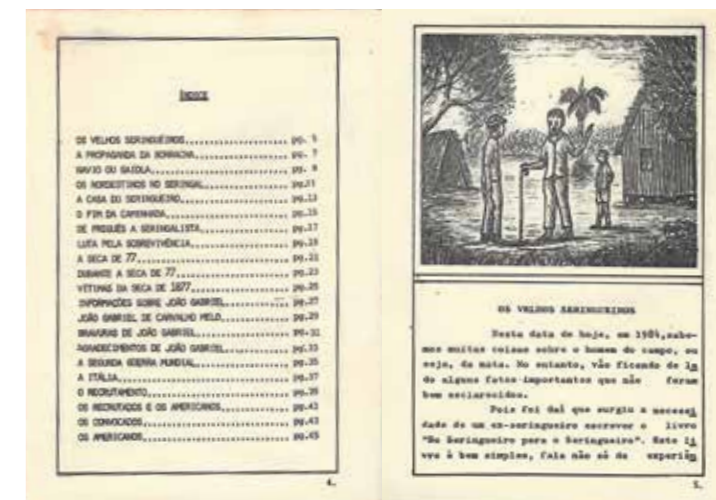 ÍNDICE
OS VELHOS SERINGUEIROS.................... pg. 5
A PROPAGANDA DA BORRACHA.................. pg. 7
NAVIO OU GAIOLA........................... pg. 9
OS NORDESTINOS NO SERINGAL................ pg.11
A CASA DO SERINGUEIRO..................... pg.13
O FIM DA CAMINHADA........................ pg.15
DE FREGUÊS A SERINGALISTA................. pg.17
LUTA PELA SOBREVIVÊNCIA................... pg.19
A SECA DE 77.............................. pg.21
DURANTE A SECA DE 77...................... pg.23
VÍTIMAS DA SECA DE 1877................... pg.25
INFORMAÇÕES SOBRE JOÃO GABRIEL............ pg.27
JOÃO GABRIEL DE CARVALHO MELO............. pg.29
BRAVURAS DE JOÃO GABRIEL.................. pg.31
AGRADECIMENTOS DE JOÃO GABRIEL............ pg.33
A SEGUNDA GUERRA MUNDIAL.................. pg.35
A ITÁLIA.................................. pg.37
O RECRUTAMENTO............................ pg.39
OS RECRUTADOS E OS AMERICANOS............. pg.41
OS CONVOCADOS............................. pg.43
OS AMERICANOS............................. pg.45
4.
OS VELHOS SERINGUEIROS
Nesta data de hoje, em 1984,sabe-
mos muitas coisas sobre o homem do campo, ou
seja, da mata. No entanto, vão ficando de la
do alguns fatos importantes que não foram
bem esclarecidos.
Pois foi daí que surgiu a necessi
dade de um ex-seringueiro escrever o livro
"Do Seringueiro para o Seringueiro". Este li
vro é bem simples, fala não só da experiên
5.